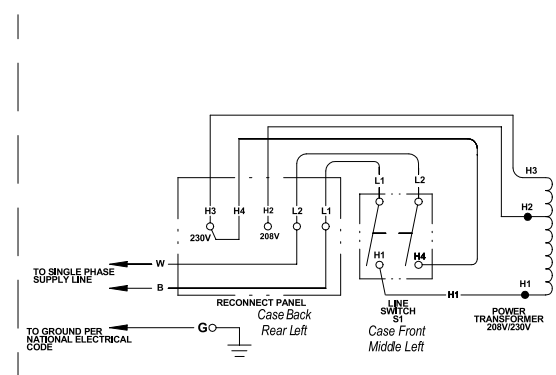 H3
H2
H1
L1 L2
H3 H4 H2 L2 L1
230V 208V
H1 H4
W
TO SINGLE PHASE
SUPPLY LINE
B
H1
RECONNECT PANEL
Case Back
Rear Left
LINE
SWITCH
S1
Case Front
Middle Left
POWER
TRANSFORMER
208V/230V
TO GROUND PER
NATIONAL ELECTRICAL
CODE
G